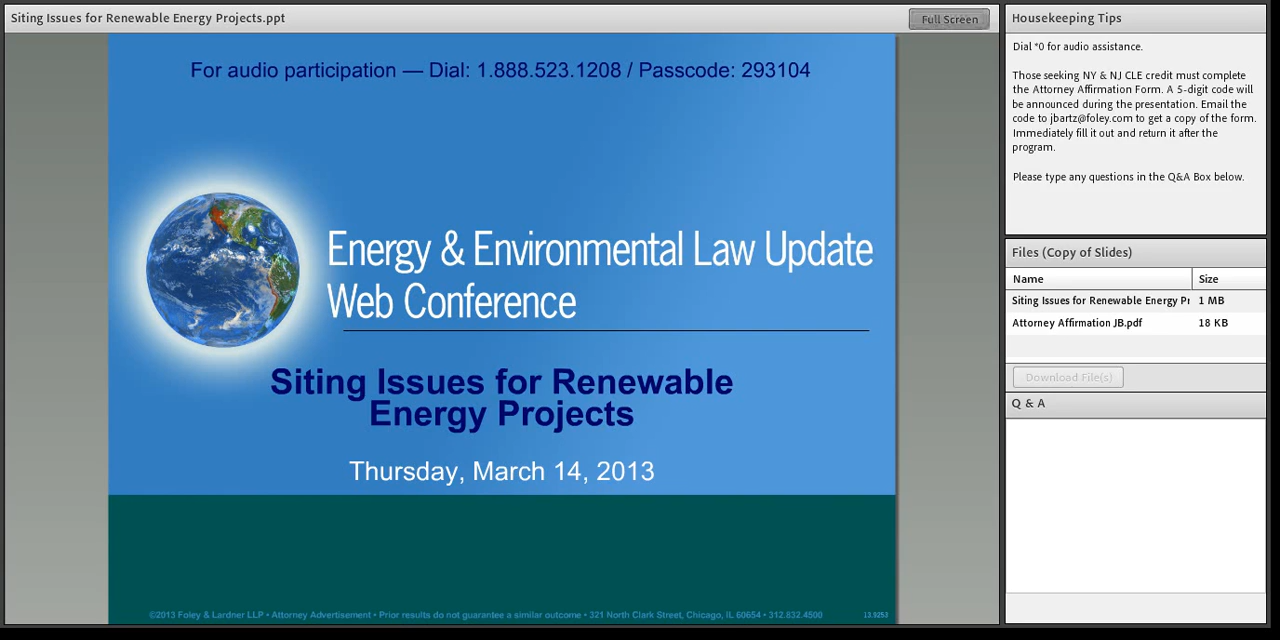 Siting Issues for Renewable Energy Projects.ppt
Full Screen
For audio participation — Dial: 1.888.523.1208 / Passcode: 293104
Energy & Environmental Law Update
Web Conference
Siting Issues for Renewable
Energy Projects
Thursday, March 14, 2013
©2013 Foley & Lardner LLP • Attorney Advertisement • Prior results do not guarantee a similar outcome • 321 North Clark Street, Chicago, IL 60654 • 312.832.4500
13.9253
Housekeeping Tips
Dial *0 for audio assistance.
Those seeking NY & NJ CLE credit must complete
the Attorney Affirmation Form. A 5-digit code will
be announced during the presentation. Email the
code to jbartz@foley.com to get a copy of the form.
Immediately fill it out and return it after the
program.
Please type any questions in the Q&A Box below.
Files (Copy of Slides)
Name Size
Siting Issues for Renewable Energy Pr 1 MB
Attorney Affirmation JB.pdf 18 KB
Download File(s)
Q & A